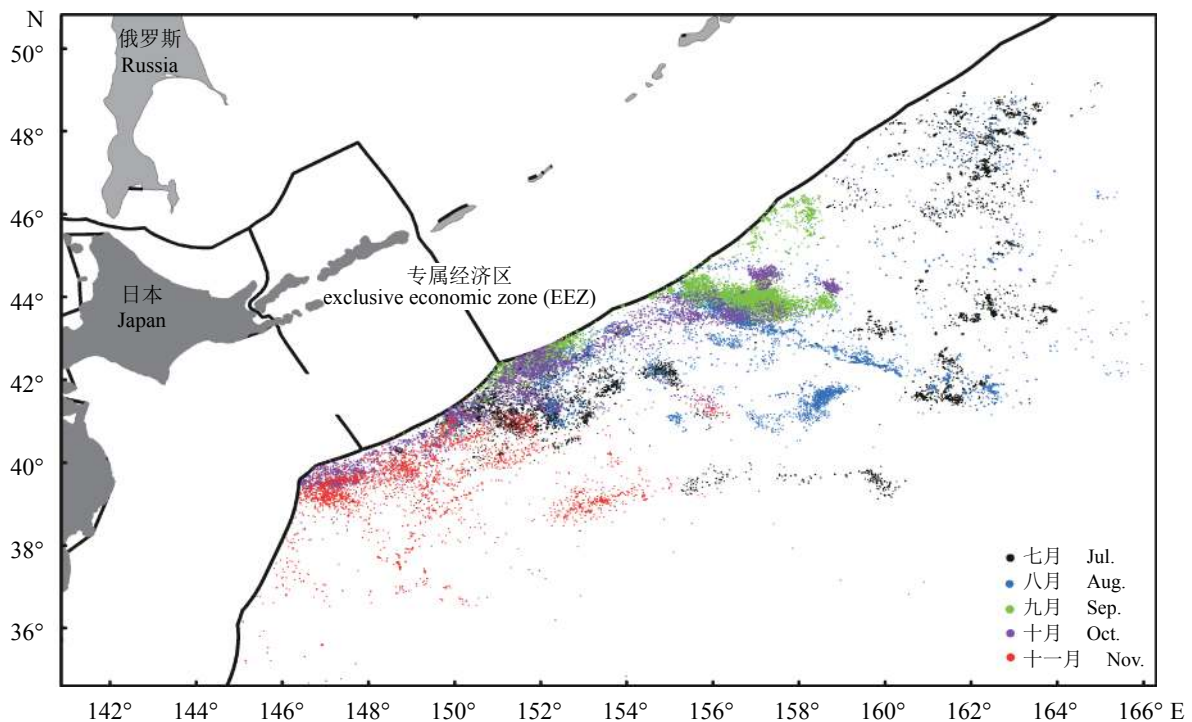 N
50°
48°
46°
44°
42°
40°
38°
36°
俄罗斯
Russia
日本
Japan
专属经济区
exclusive economic zone (EEZ)
七月 Jul.
八月 Aug.
九月 Sep.
十月 Oct.
十一月 Nov.
142° 144° 146° 148° 150° 152° 154° 156° 158° 160° 162° 164° 166° E